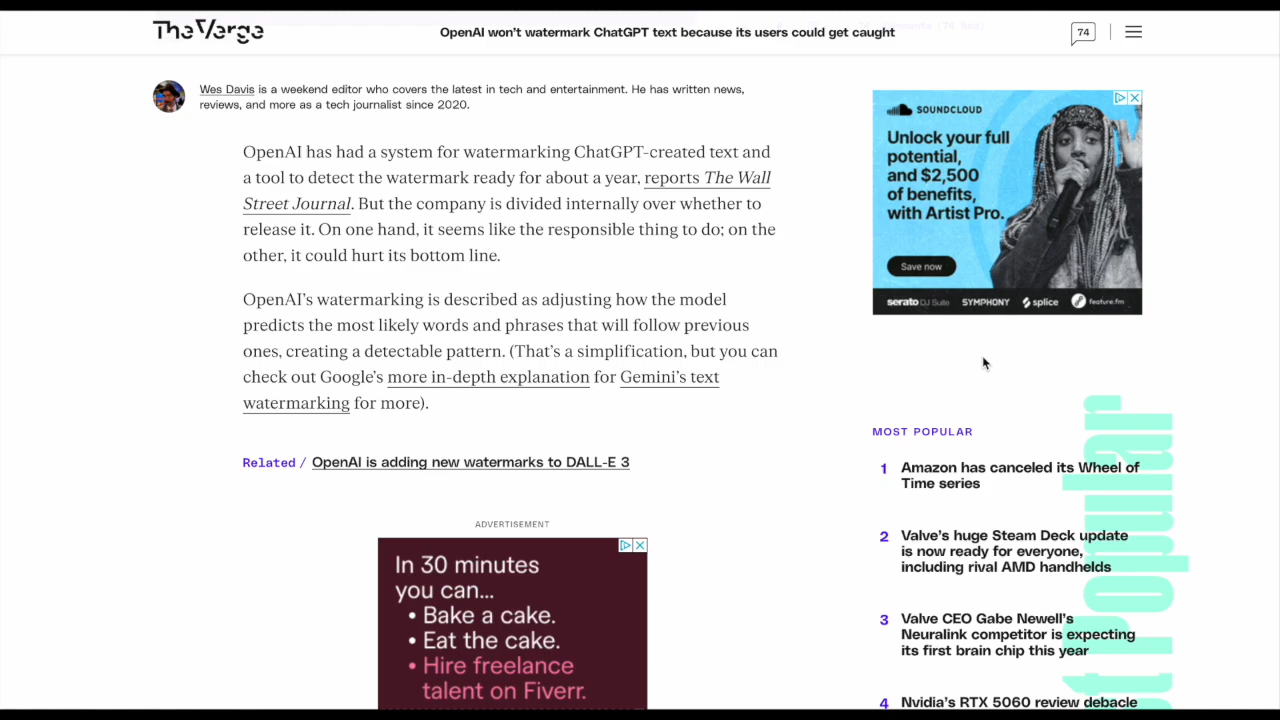 The Verge
OpenAI won't watermark ChatGPT text because its users could get caught
74
Wes Davis is a weekend editor who covers the latest in tech and entertainment. He has written news,
reviews, and more as a tech journalist since 2020.
OpenAI has had a system for watermarking ChatGPT-created text and
a tool to detect the watermark ready for about a year, reports The Wall
Street Journal. But the company is divided internally over whether to
release it. On one hand, it seems like the responsible thing to do; on the
other, it could hurt its bottom line.
OpenAI's watermarking is described as adjusting how the model
predicts the most likely words and phrases that will follow previous
ones, creating a detectable pattern. (That's a simplification, but you can
check out Google's more in-depth explanation for Gemini's text
watermarking for more).
Related / OpenAI is adding new watermarks to DALL-E 3
ADVERTISEMENT
In 30 minutes
you can...
• Bake a cake.
• Eat the cake.
• Hire freelance
talent on Fiverr.
SOUNDCLOUD
Unlock your full
potential,
and $2,500
of benefits,
with Artist Pro.
Save now
serato DJ Suite SYMPHONY splice feature.fm
MOST POPULAR
1 Amazon has canceled its Wheel of
Time series
2 Valve's huge Steam Deck update
is now ready for everyone,
including rival AMD handhelds
3 Valve CEO Gabe Newell's
Neuralink competitor is expecting
its first brain chip this year
4 Nvidia's RTX 5060 review debacle